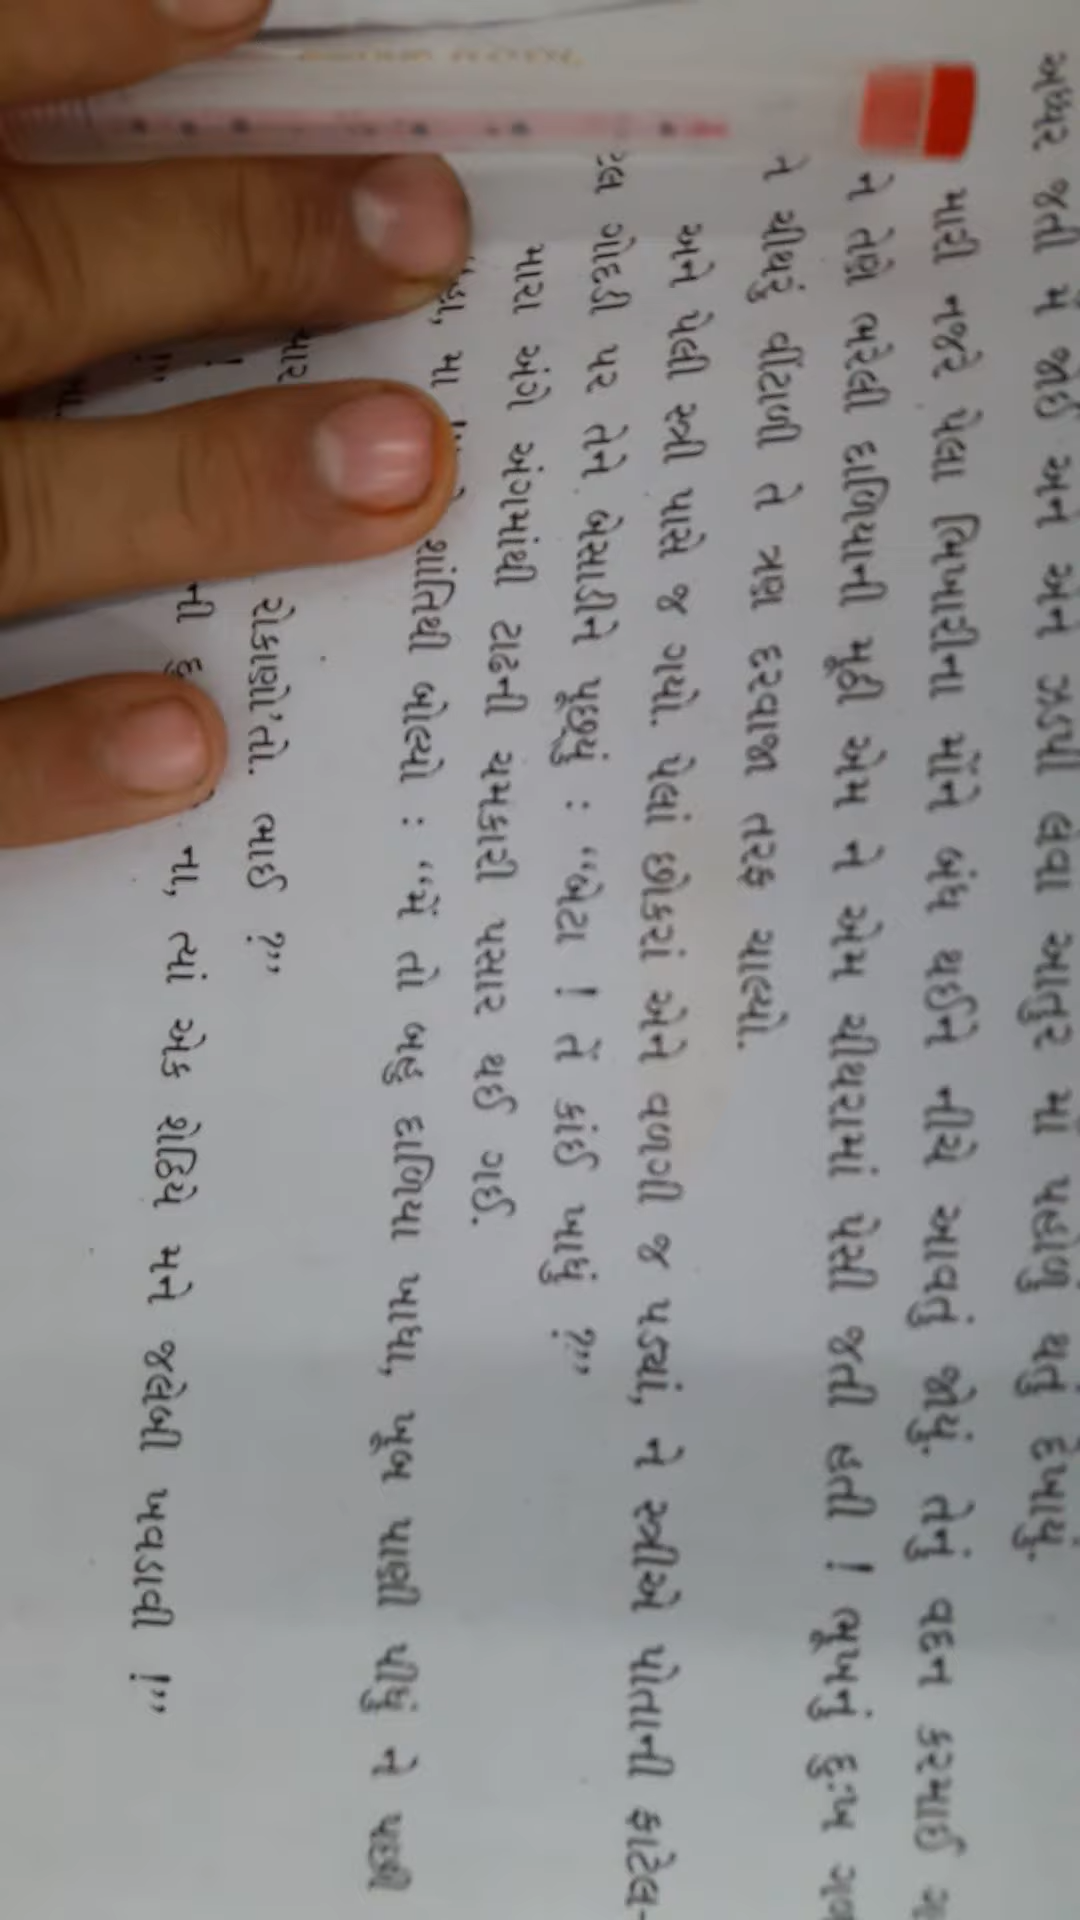 અધ્ધર જતી મેં જોઈ અને એને ઝડપી લેવા આતુર મોં પહોળું થતું દેખાયું.
મારી નજરે પેલા ભિખારીના મોંને બંધ થઈને નીચે આવતું જોયું. તેનું વદન કરમાઈ
ને તેણે ભરેલી દાળિયાની મૂઠી એમ ને એમ ચીથરામાં પેસી જતી હતી ! ભૂખનું દુઃખ
ને ચીથરું વીંટાળી તે ત્રણ દરવાજા તરફ ચાલ્યો.
અને પેલી સ્ત્રી પાસે જ ગયો. પેલાં છોકરાં એને વળગી જ પડ્યાં, ને સ્ત્રીએ પોતાની ફાટેલ-
ગોદડી પર તેને બેસાડીને પૂછ્યું : “બેટા ! તેં કાંઈ ખાધું ?”
મારા અંગે અંગમાંથી ટાઢની ચમકારી પસાર થઈ ગઈ.
મા શાંતિથી બોલ્યો : “મેં તો બહુ દાળિયા ખાધા, ખૂબ પાણી પીધું ને પછી
રોકાણો'તો. ભાઈ ?”
ના, ત્યાં એક શેઠિયે મને જલેબી ખવડાવી !”